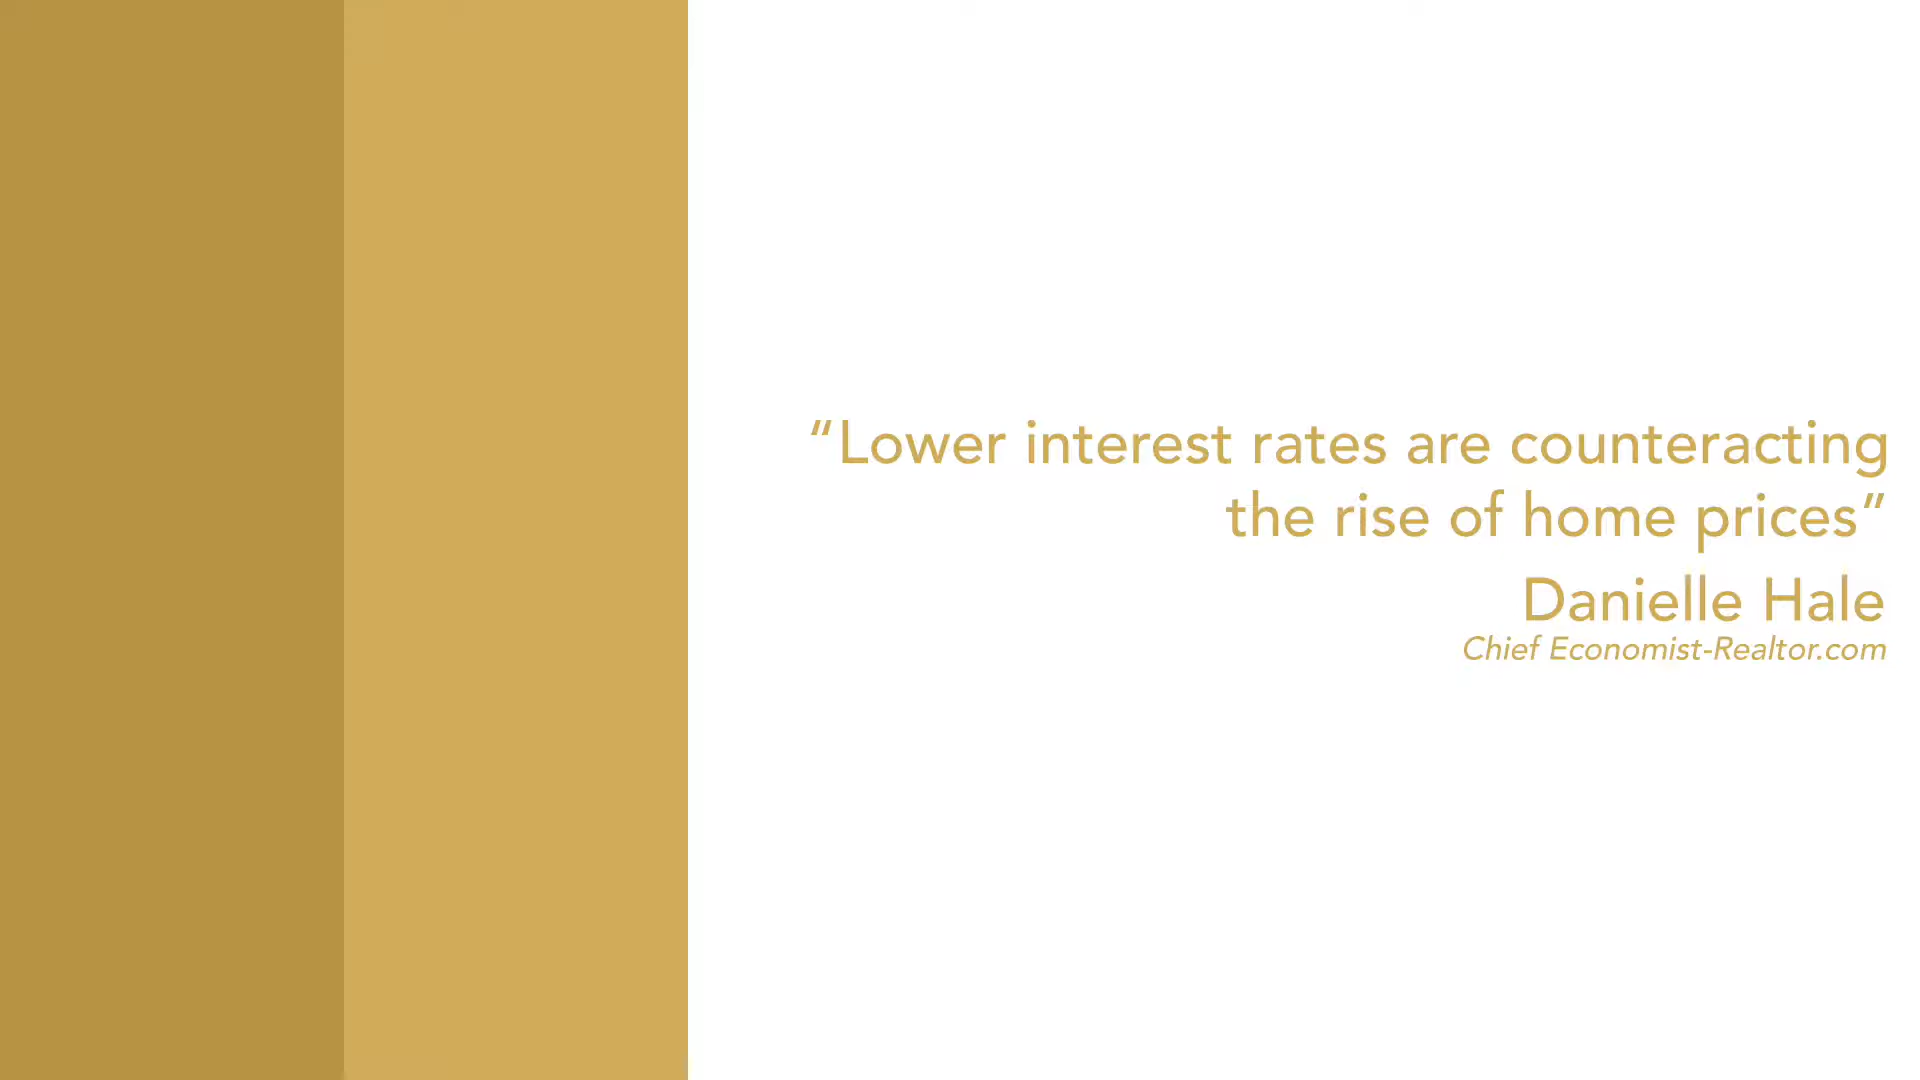 “Lower interest rates are counteracting
the rise of home prices”
Danielle Hale
Chief Economist-Realtor.com